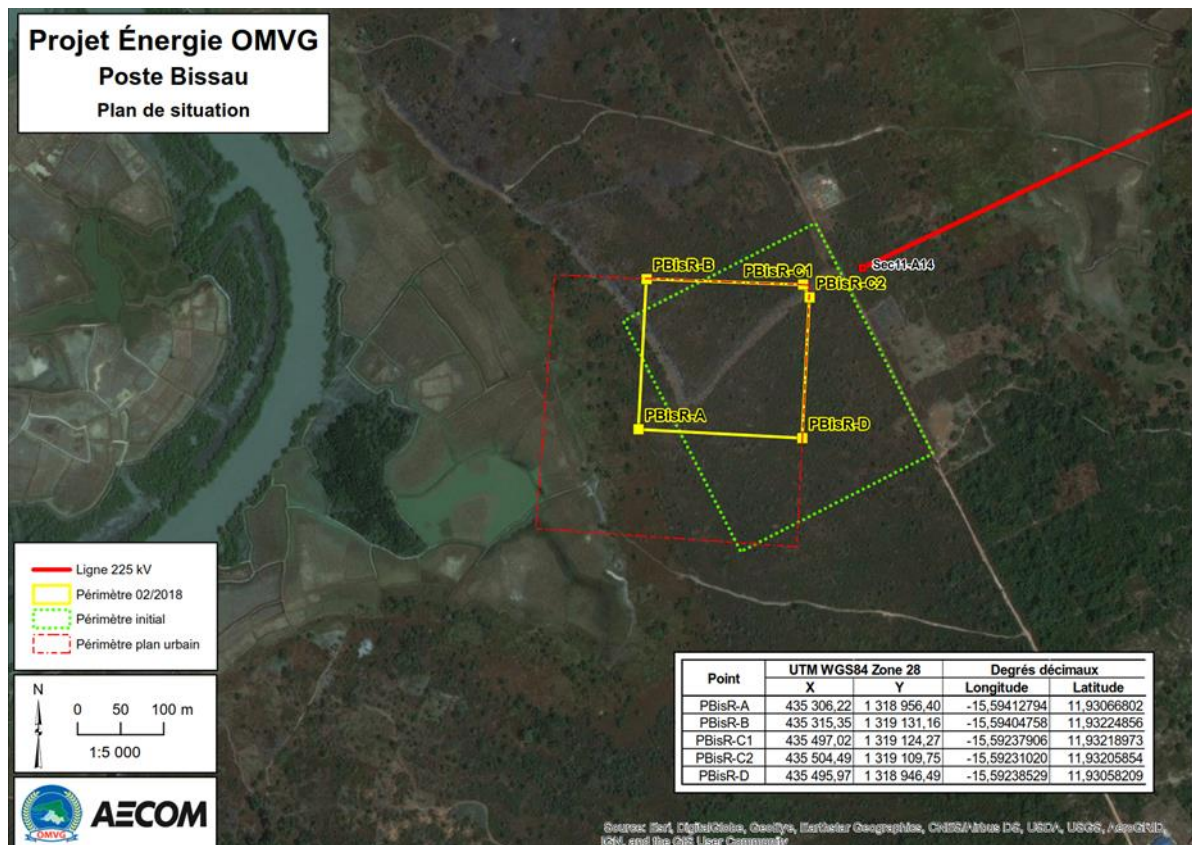 Projet Énergie OMVG
Poste Bissau
Plan de situation
Sec11-A14
PBisR-B
PBisR-C1
PBisR-C2
PBisR-A
PBisR-D
Ligne 225 kV
Périmètre 02/2018
Périmètre initial
Périmètre plan urbain
N
0 50 100 m
1:5 000
OMVG
AECOM
Point UTM WGS84 Zone 28 Degrés décimaux
X Y Longitude Latitude
PBisR-A 435 306,22 1 318 956,40 -15,59412794 11,93066802
PBisR-B 435 315,35 1 319 131,16 -15,59404758 11,93224856
PBisR-C1 435 497,02 1 319 124,27 -15,59237906 11,93218973
PBisR-C2 435 504,49 1 319 109,75 -15,59231020 11,93205854
PBisR-D 435 495,97 1 318 946,49 -15,59238529 11,93058209
Source: Esri, DigitalGlobe, GeoEye, Earthstar Geographics, CNES/Airbus DS, USDA, USGS, AeroGRID,
IGN, and the GIS User Community